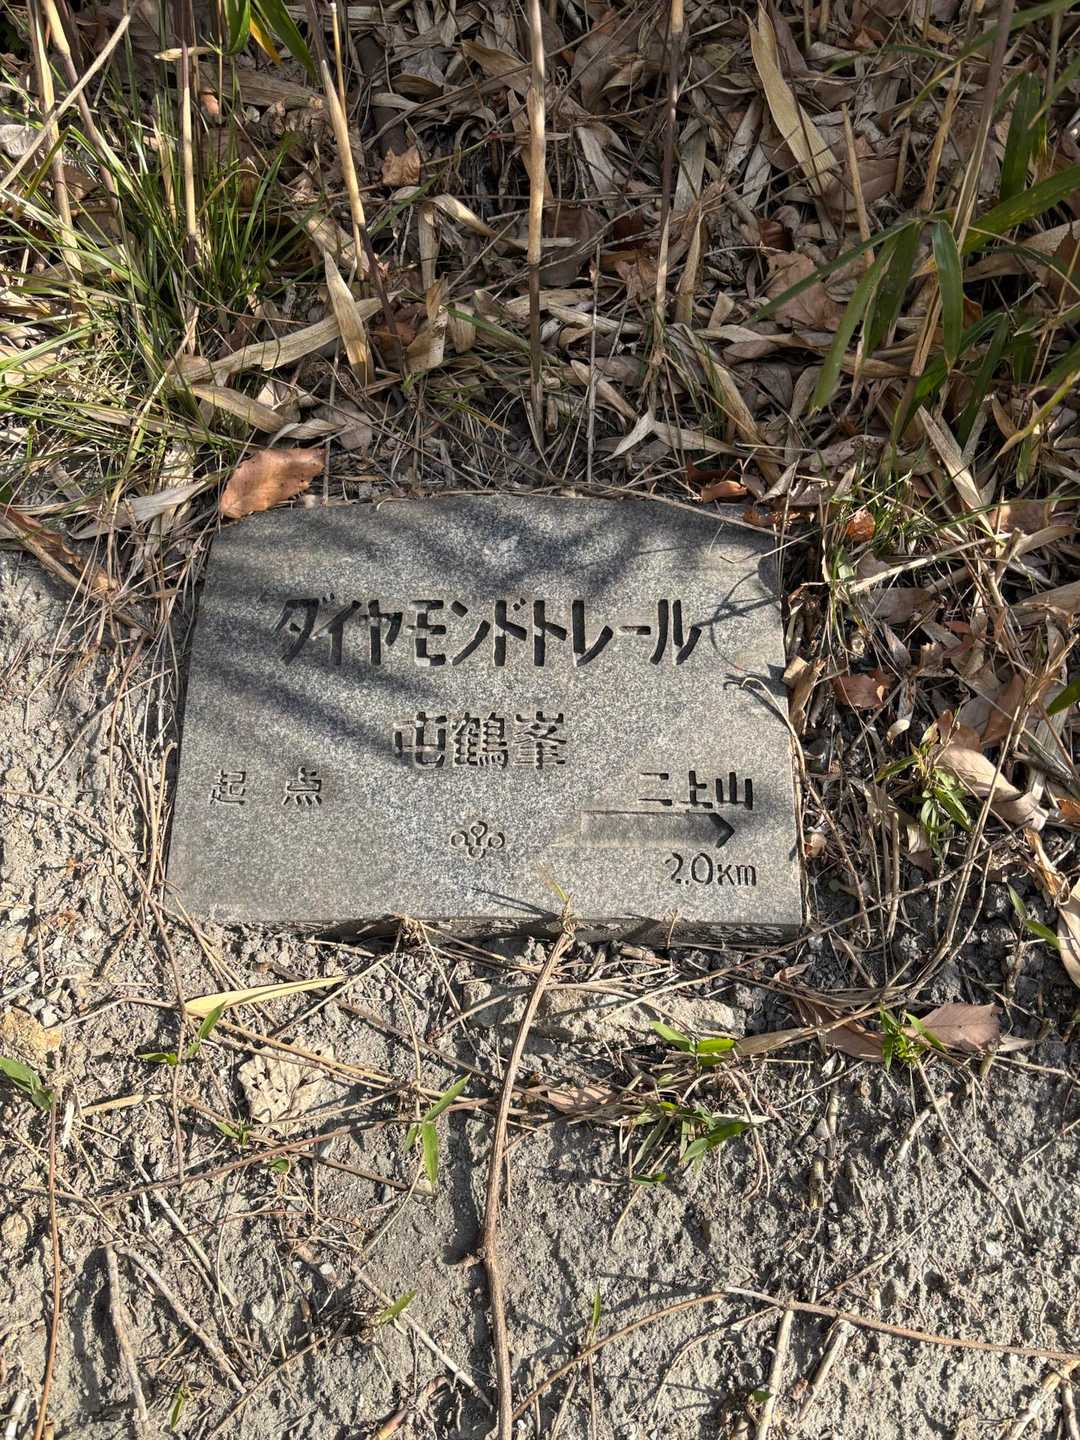 ダイヤモンドトレール
屯鶴峯
起点
二上山
2.0km